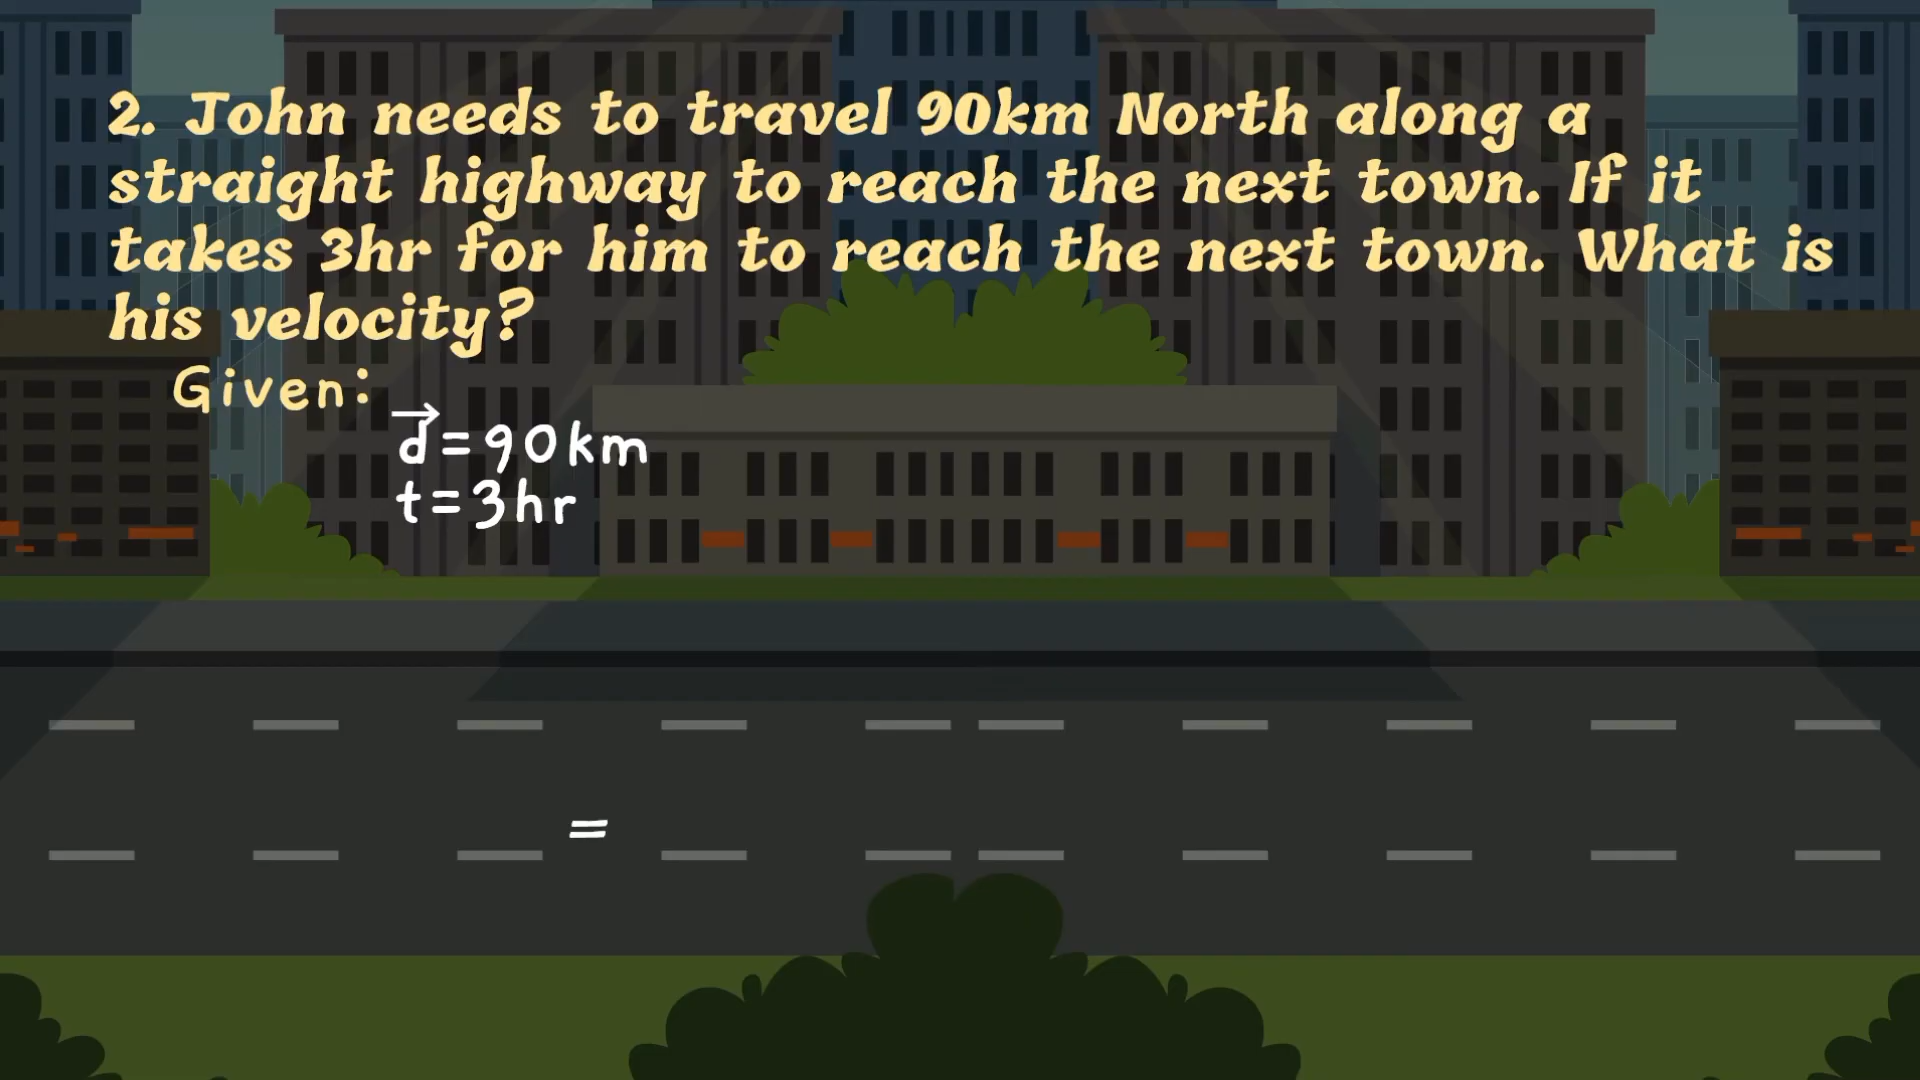 2. John needs to travel 90km North along a
straight highway to reach the next town. If it
takes 3hr for him to reach the next town. What is
his velocity?
Given:
d⃗=90km
t=3hr
=